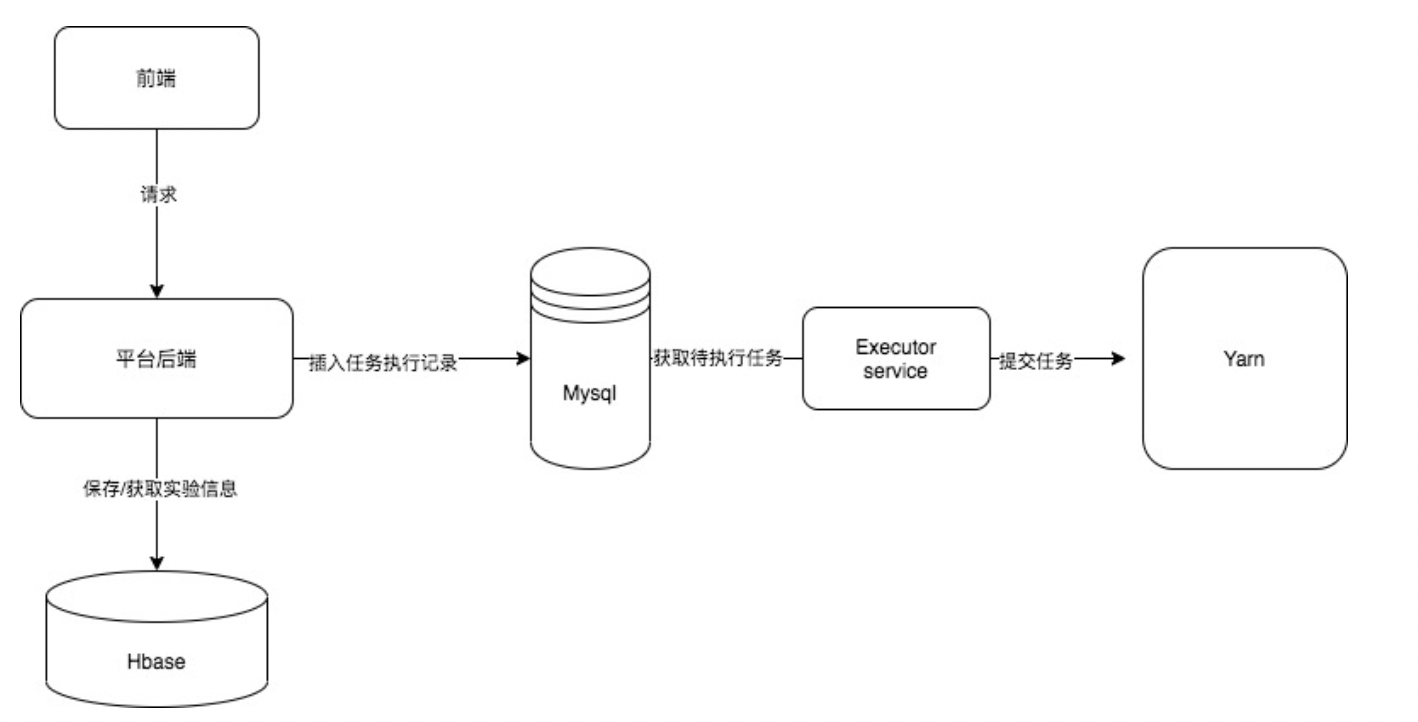 前端
请求
平台后端
插入任务执行记录
Mysql
获取待执行任务
Executor
service
提交任务
Yarn
保存/获取实验信息
Hbase